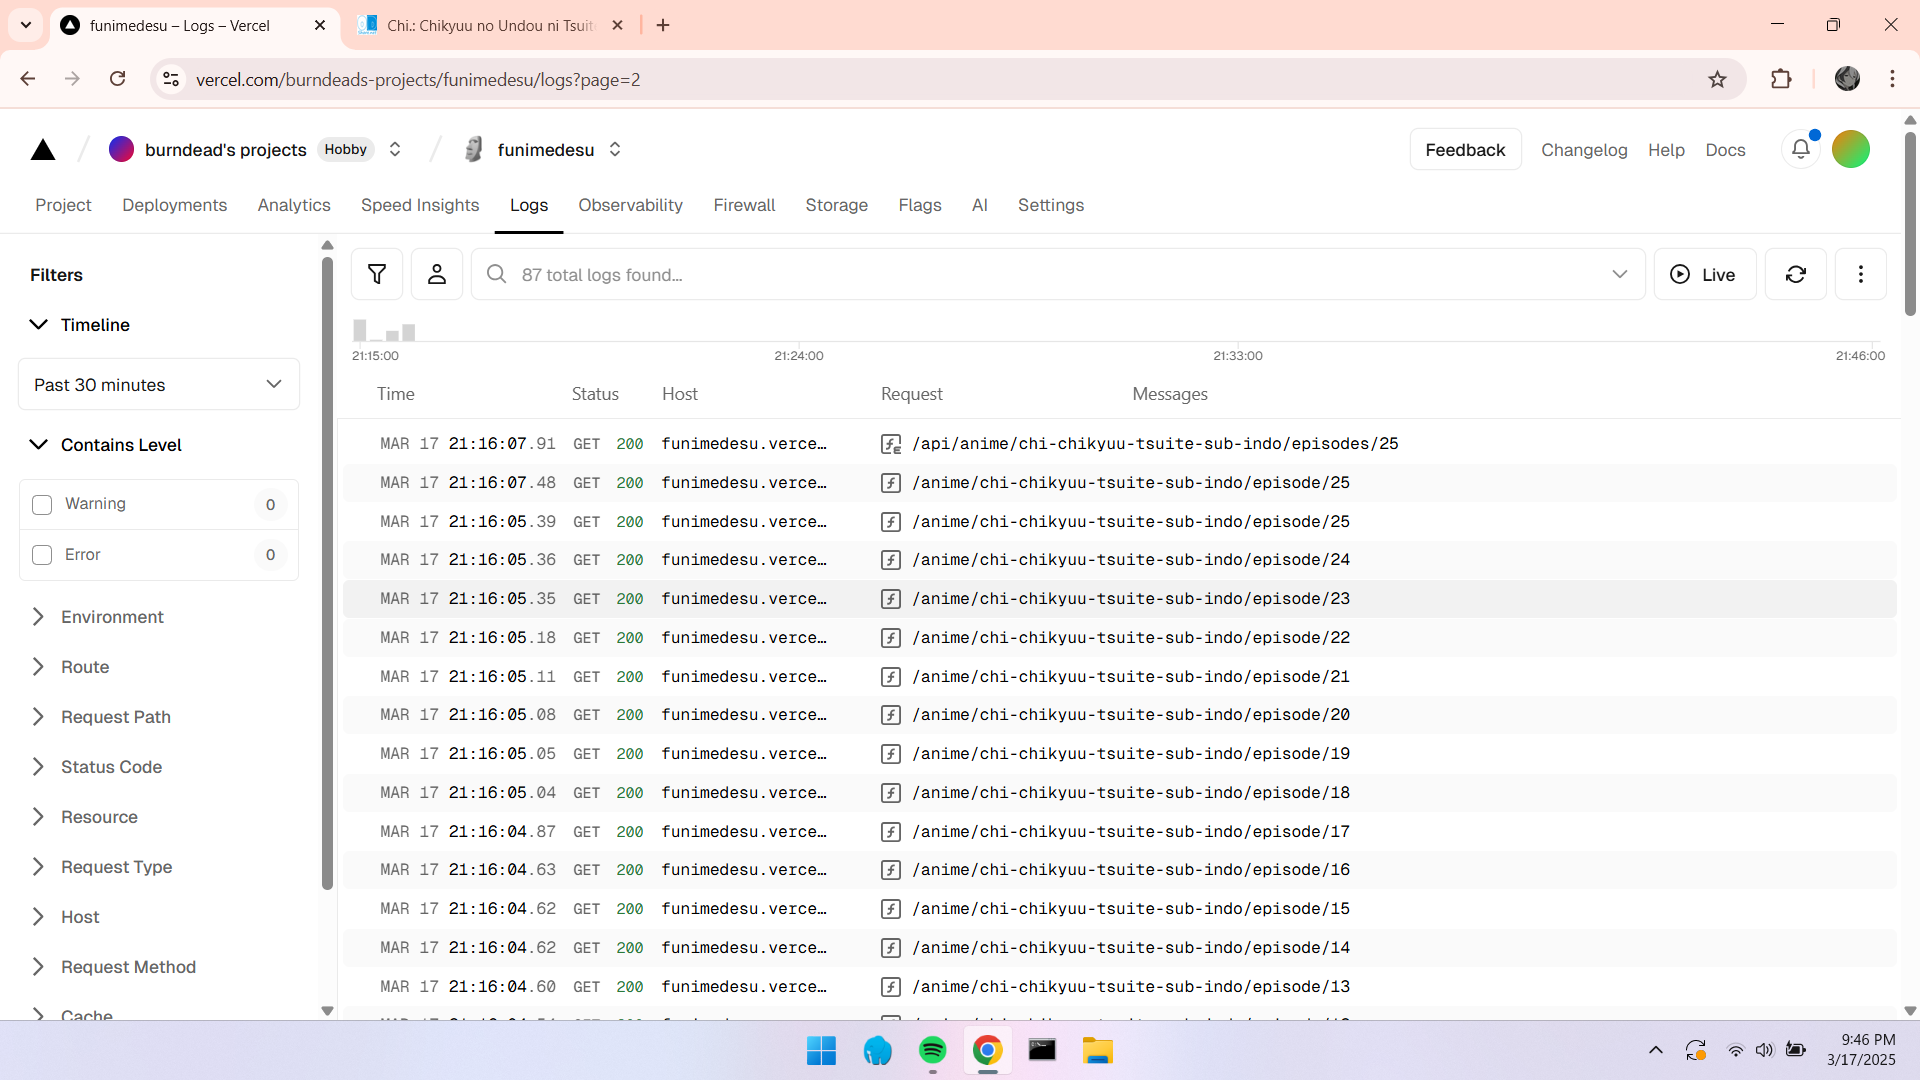 funimedesu – Logs – Vercel
Chi.: Chikyuu no Undou ni Tsuite
vercel.com/burndeads-projects/funimedesu/logs?page=2
burndead's projects Hobby funimedesu Feedback Changelog Help Docs
Project Deployments Analytics Speed Insights Logs Observability Firewall Storage Flags AI Settings
Filters
Timeline
Past 30 minutes
Contains Level
Warning 0
Error 0
Environment
Route
Request Path
Status Code
Resource
Request Type
Host
Request Method
Cache
87 total logs found...
Live
21:15:00 21:24:00 21:33:00 21:46:00
Time Status Host Request Messages
MAR 17 21:16:07.91 GET 200 funimedesu.verce… /api/anime/chi-chikyuu-tsuite-sub-indo/episodes/25
MAR 17 21:16:07.48 GET 200 funimedesu.verce… /anime/chi-chikyuu-tsuite-sub-indo/episode/25
MAR 17 21:16:05.39 GET 200 funimedesu.verce… /anime/chi-chikyuu-tsuite-sub-indo/episode/25
MAR 17 21:16:05.36 GET 200 funimedesu.verce… /anime/chi-chikyuu-tsuite-sub-indo/episode/24
MAR 17 21:16:05.35 GET 200 funimedesu.verce… /anime/chi-chikyuu-tsuite-sub-indo/episode/23
MAR 17 21:16:05.18 GET 200 funimedesu.verce… /anime/chi-chikyuu-tsuite-sub-indo/episode/22
MAR 17 21:16:05.11 GET 200 funimedesu.verce… /anime/chi-chikyuu-tsuite-sub-indo/episode/21
MAR 17 21:16:05.08 GET 200 funimedesu.verce… /anime/chi-chikyuu-tsuite-sub-indo/episode/20
MAR 17 21:16:05.05 GET 200 funimedesu.verce… /anime/chi-chikyuu-tsuite-sub-indo/episode/19
MAR 17 21:16:05.04 GET 200 funimedesu.verce… /anime/chi-chikyuu-tsuite-sub-indo/episode/18
MAR 17 21:16:04.87 GET 200 funimedesu.verce… /anime/chi-chikyuu-tsuite-sub-indo/episode/17
MAR 17 21:16:04.63 GET 200 funimedesu.verce… /anime/chi-chikyuu-tsuite-sub-indo/episode/16
MAR 17 21:16:04.62 GET 200 funimedesu.verce… /anime/chi-chikyuu-tsuite-sub-indo/episode/15
MAR 17 21:16:04.62 GET 200 funimedesu.verce… /anime/chi-chikyuu-tsuite-sub-indo/episode/14
MAR 17 21:16:04.60 GET 200 funimedesu.verce… /anime/chi-chikyuu-tsuite-sub-indo/episode/13
9:46 PM
3/17/2025